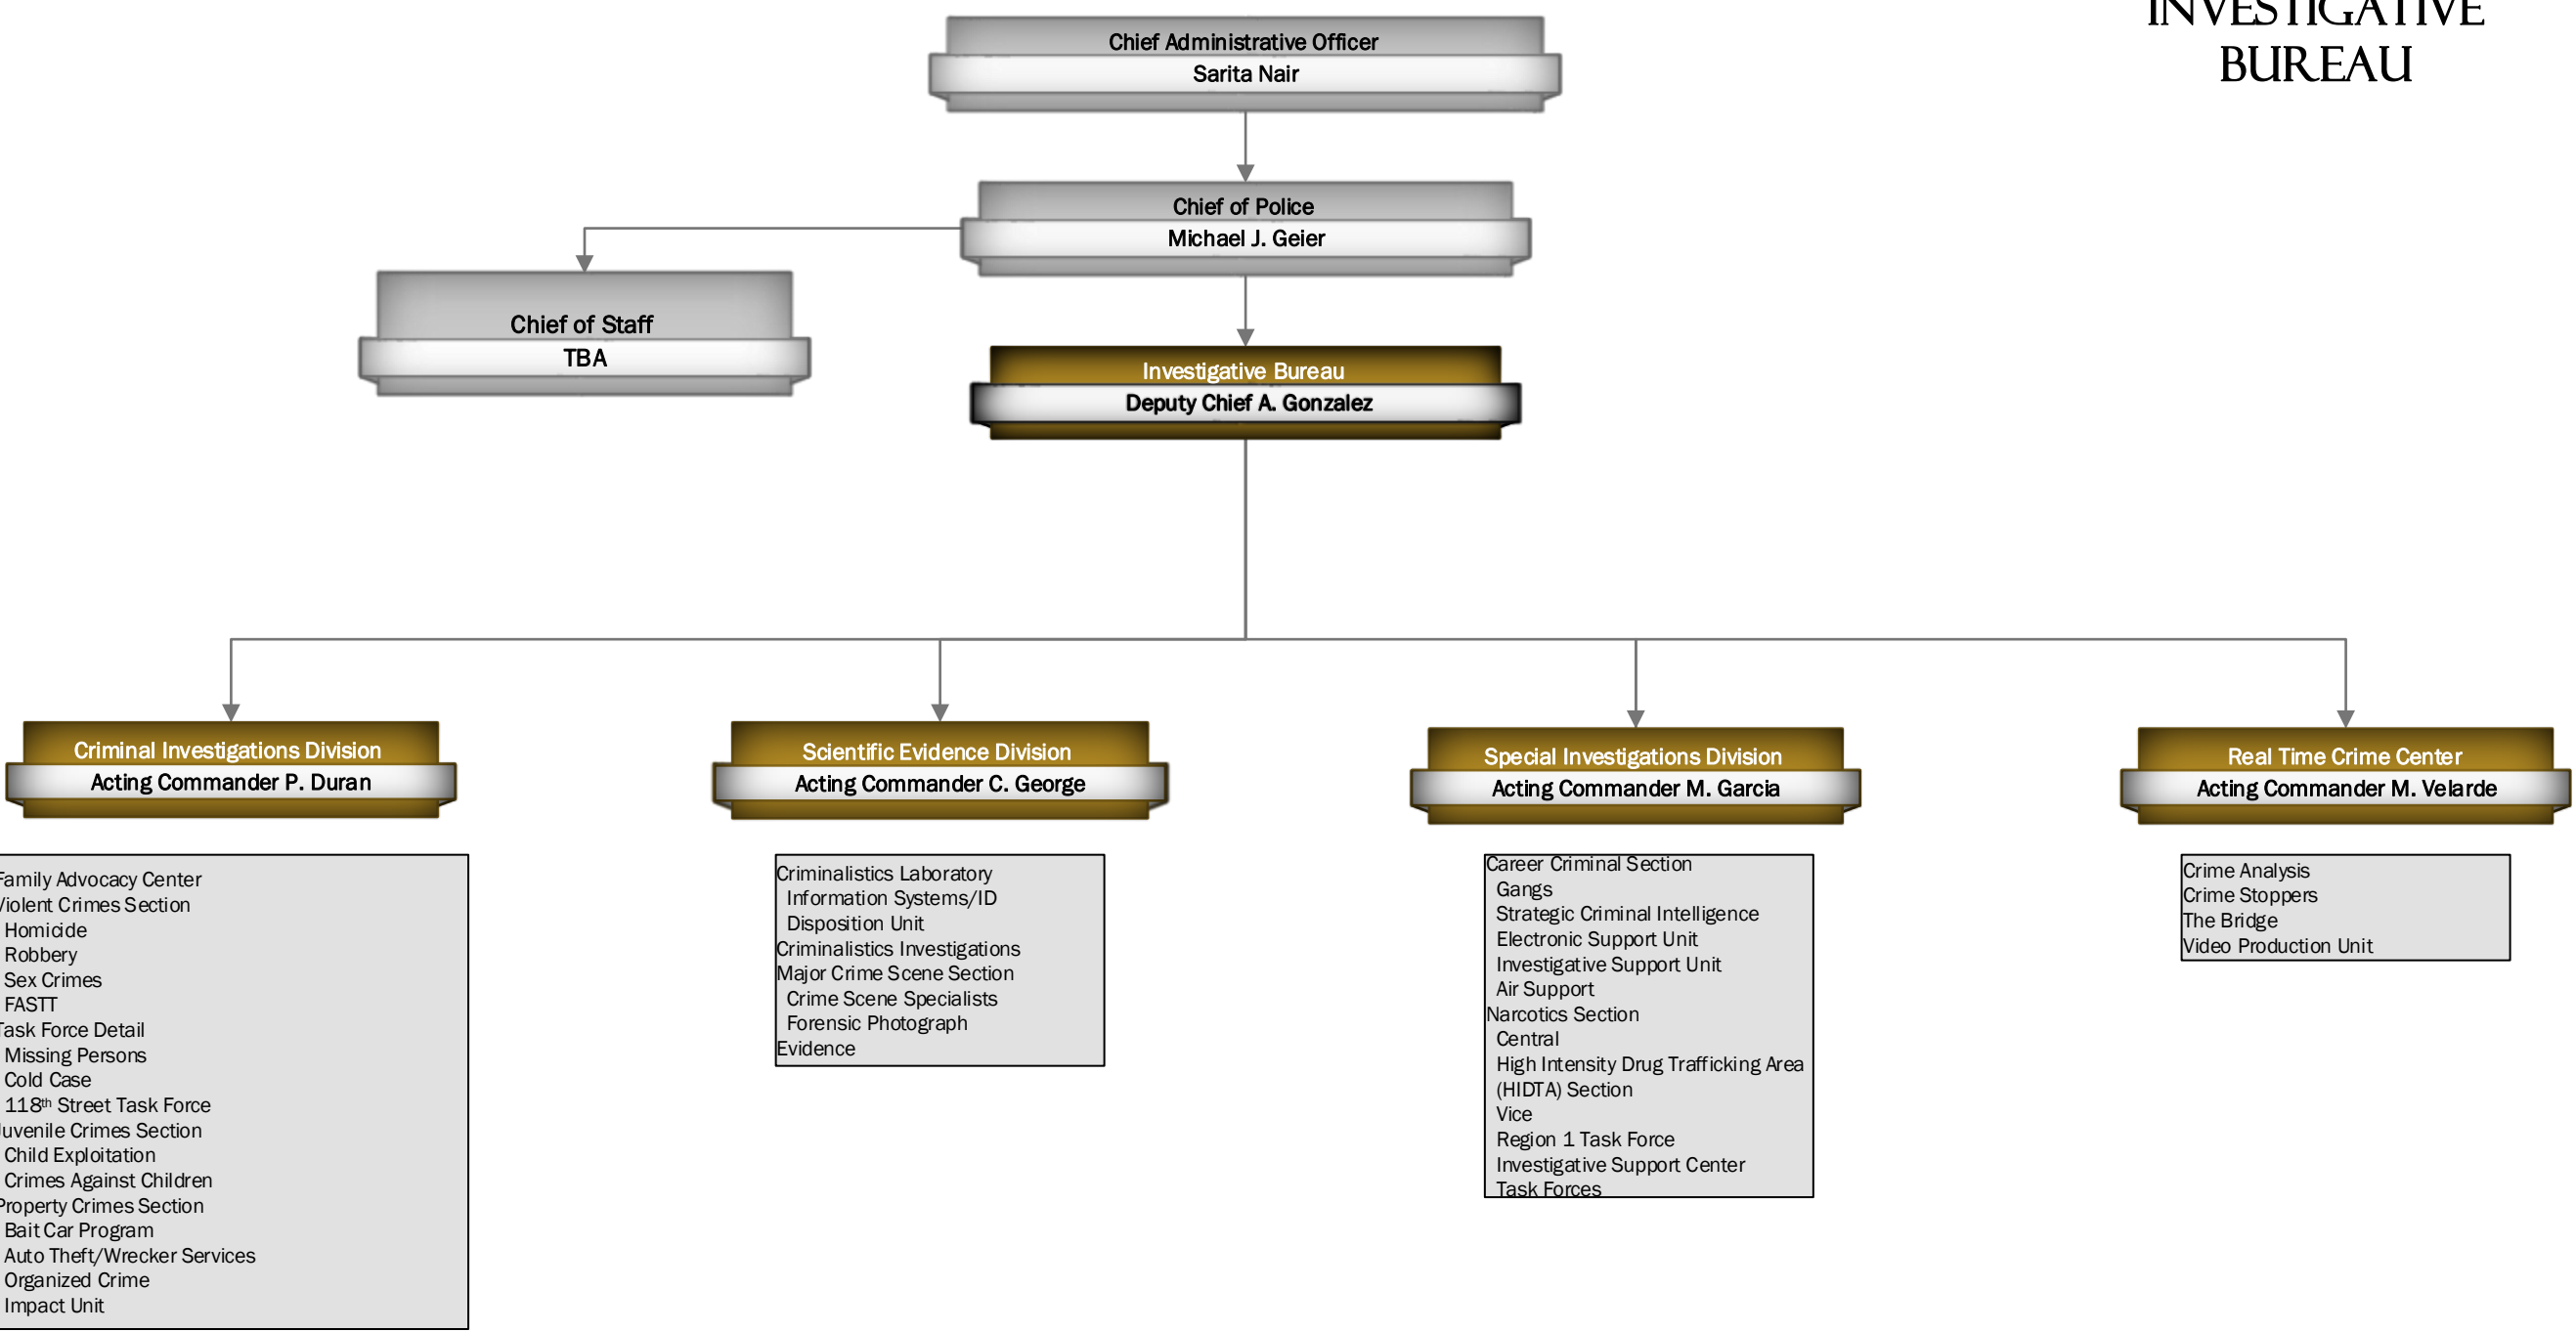 INVESTIGATIVE
BUREAU
Chief Administrative Officer
Sarita Nair
Chief of Police
Michael J. Geier
Chief of Staff
TBA
Investigative Bureau
Deputy Chief A. Gonzalez
Criminal Investigations Division
Acting Commander P. Duran
Family Advocacy Center
Violent Crimes Section
Homicide
Robbery
Sex Crimes
FASTT
Task Force Detail
Missing Persons
Cold Case
118th Street Task Force
Juvenile Crimes Section
Child Exploitation
Crimes Against Children
Property Crimes Section
Bait Car Program
Auto Theft/Wrecker Services
Organized Crime
Impact Unit
Scientific Evidence Division
Acting Commander C. George
Criminalistics Laboratory
Information Systems/ID
Disposition Unit
Criminalistics Investigations
Major Crime Scene Section
Crime Scene Specialists
Forensic Photograph
Evidence
Special Investigations Division
Acting Commander M. Garcia
Career Criminal Section
Gangs
Strategic Criminal Intelligence
Electronic Support Unit
Investigative Support Unit
Air Support
Narcotics Section
Central
High Intensity Drug Trafficking Area
(HIDTA) Section
Vice
Region 1 Task Force
Investigative Support Center
Task Forces
Real Time Crime Center
Acting Commander M. Velarde
Crime Analysis
Crime Stoppers
The Bridge
Video Production Unit